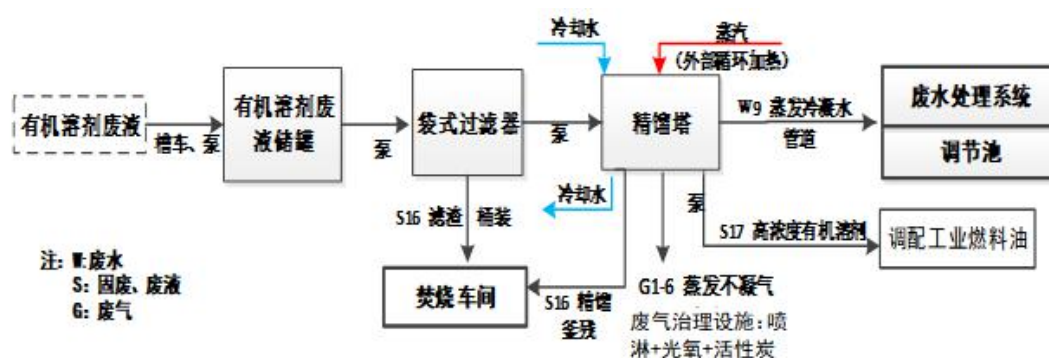 冷却水
蒸汽
(外部循环加热)
有机溶剂废液
槽车、泵
有机溶剂废
液储罐
泵
袋式过滤器
泵
精馏塔
W9 蒸发冷凝水
管道
废水处理系统
调节池
S16 滤渣
桶装
冷却水
泵
S17 高浓度有机溶剂
调配工业燃料油
注: W:废水
S: 固废、废液
G: 废气
焚烧车间
S16 精馏
釜残
G1-6 蒸发不凝气
废气治理设施:喷
淋+光氧+活性炭